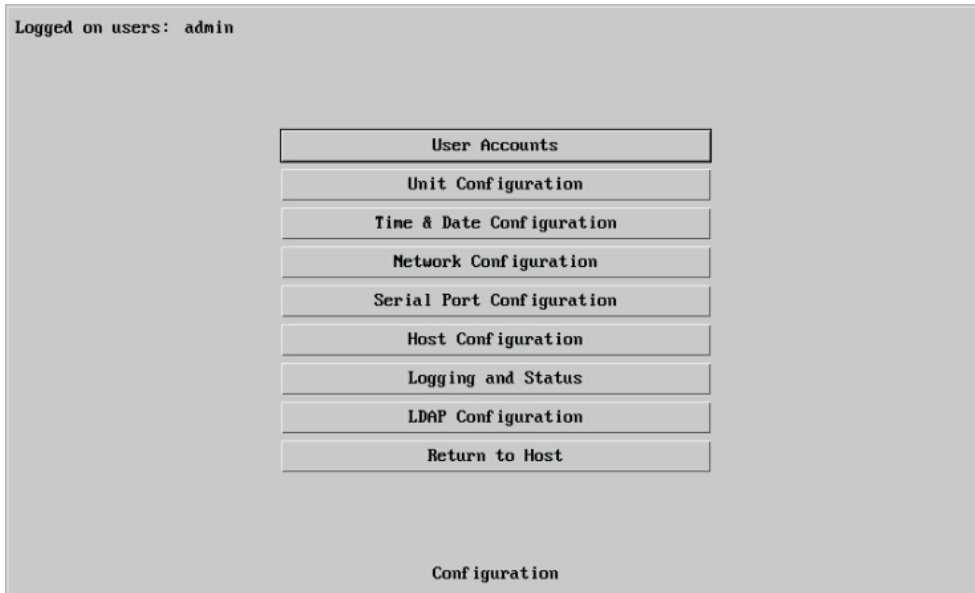 Logged on users: admin
User Accounts
Unit Configuration
Time & Date Configuration
Network Configuration
Serial Port Configuration
Host Configuration
Logging and Status
LDAP Configuration
Return to Host
Configuration